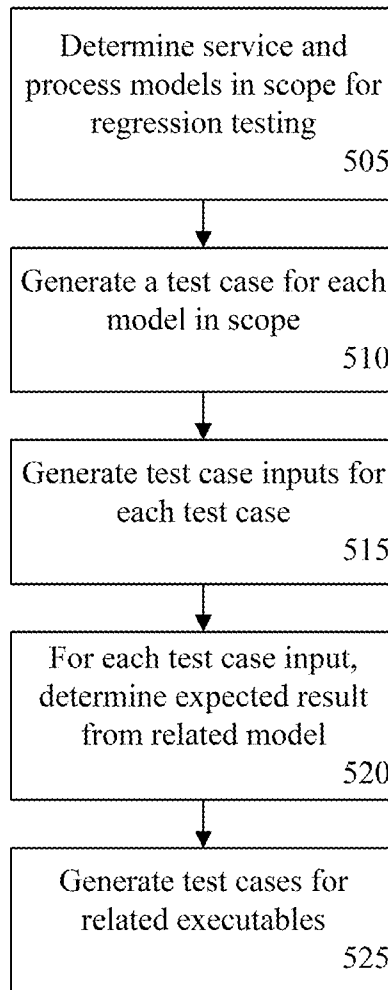 Determine service and
process models in scope for
regression testing
505
Generate a test case for each
model in scope
510
Generate test case inputs for
each test case
515
For each test case input,
determine expected result
from related model
520
Generate test cases for
related executables
525